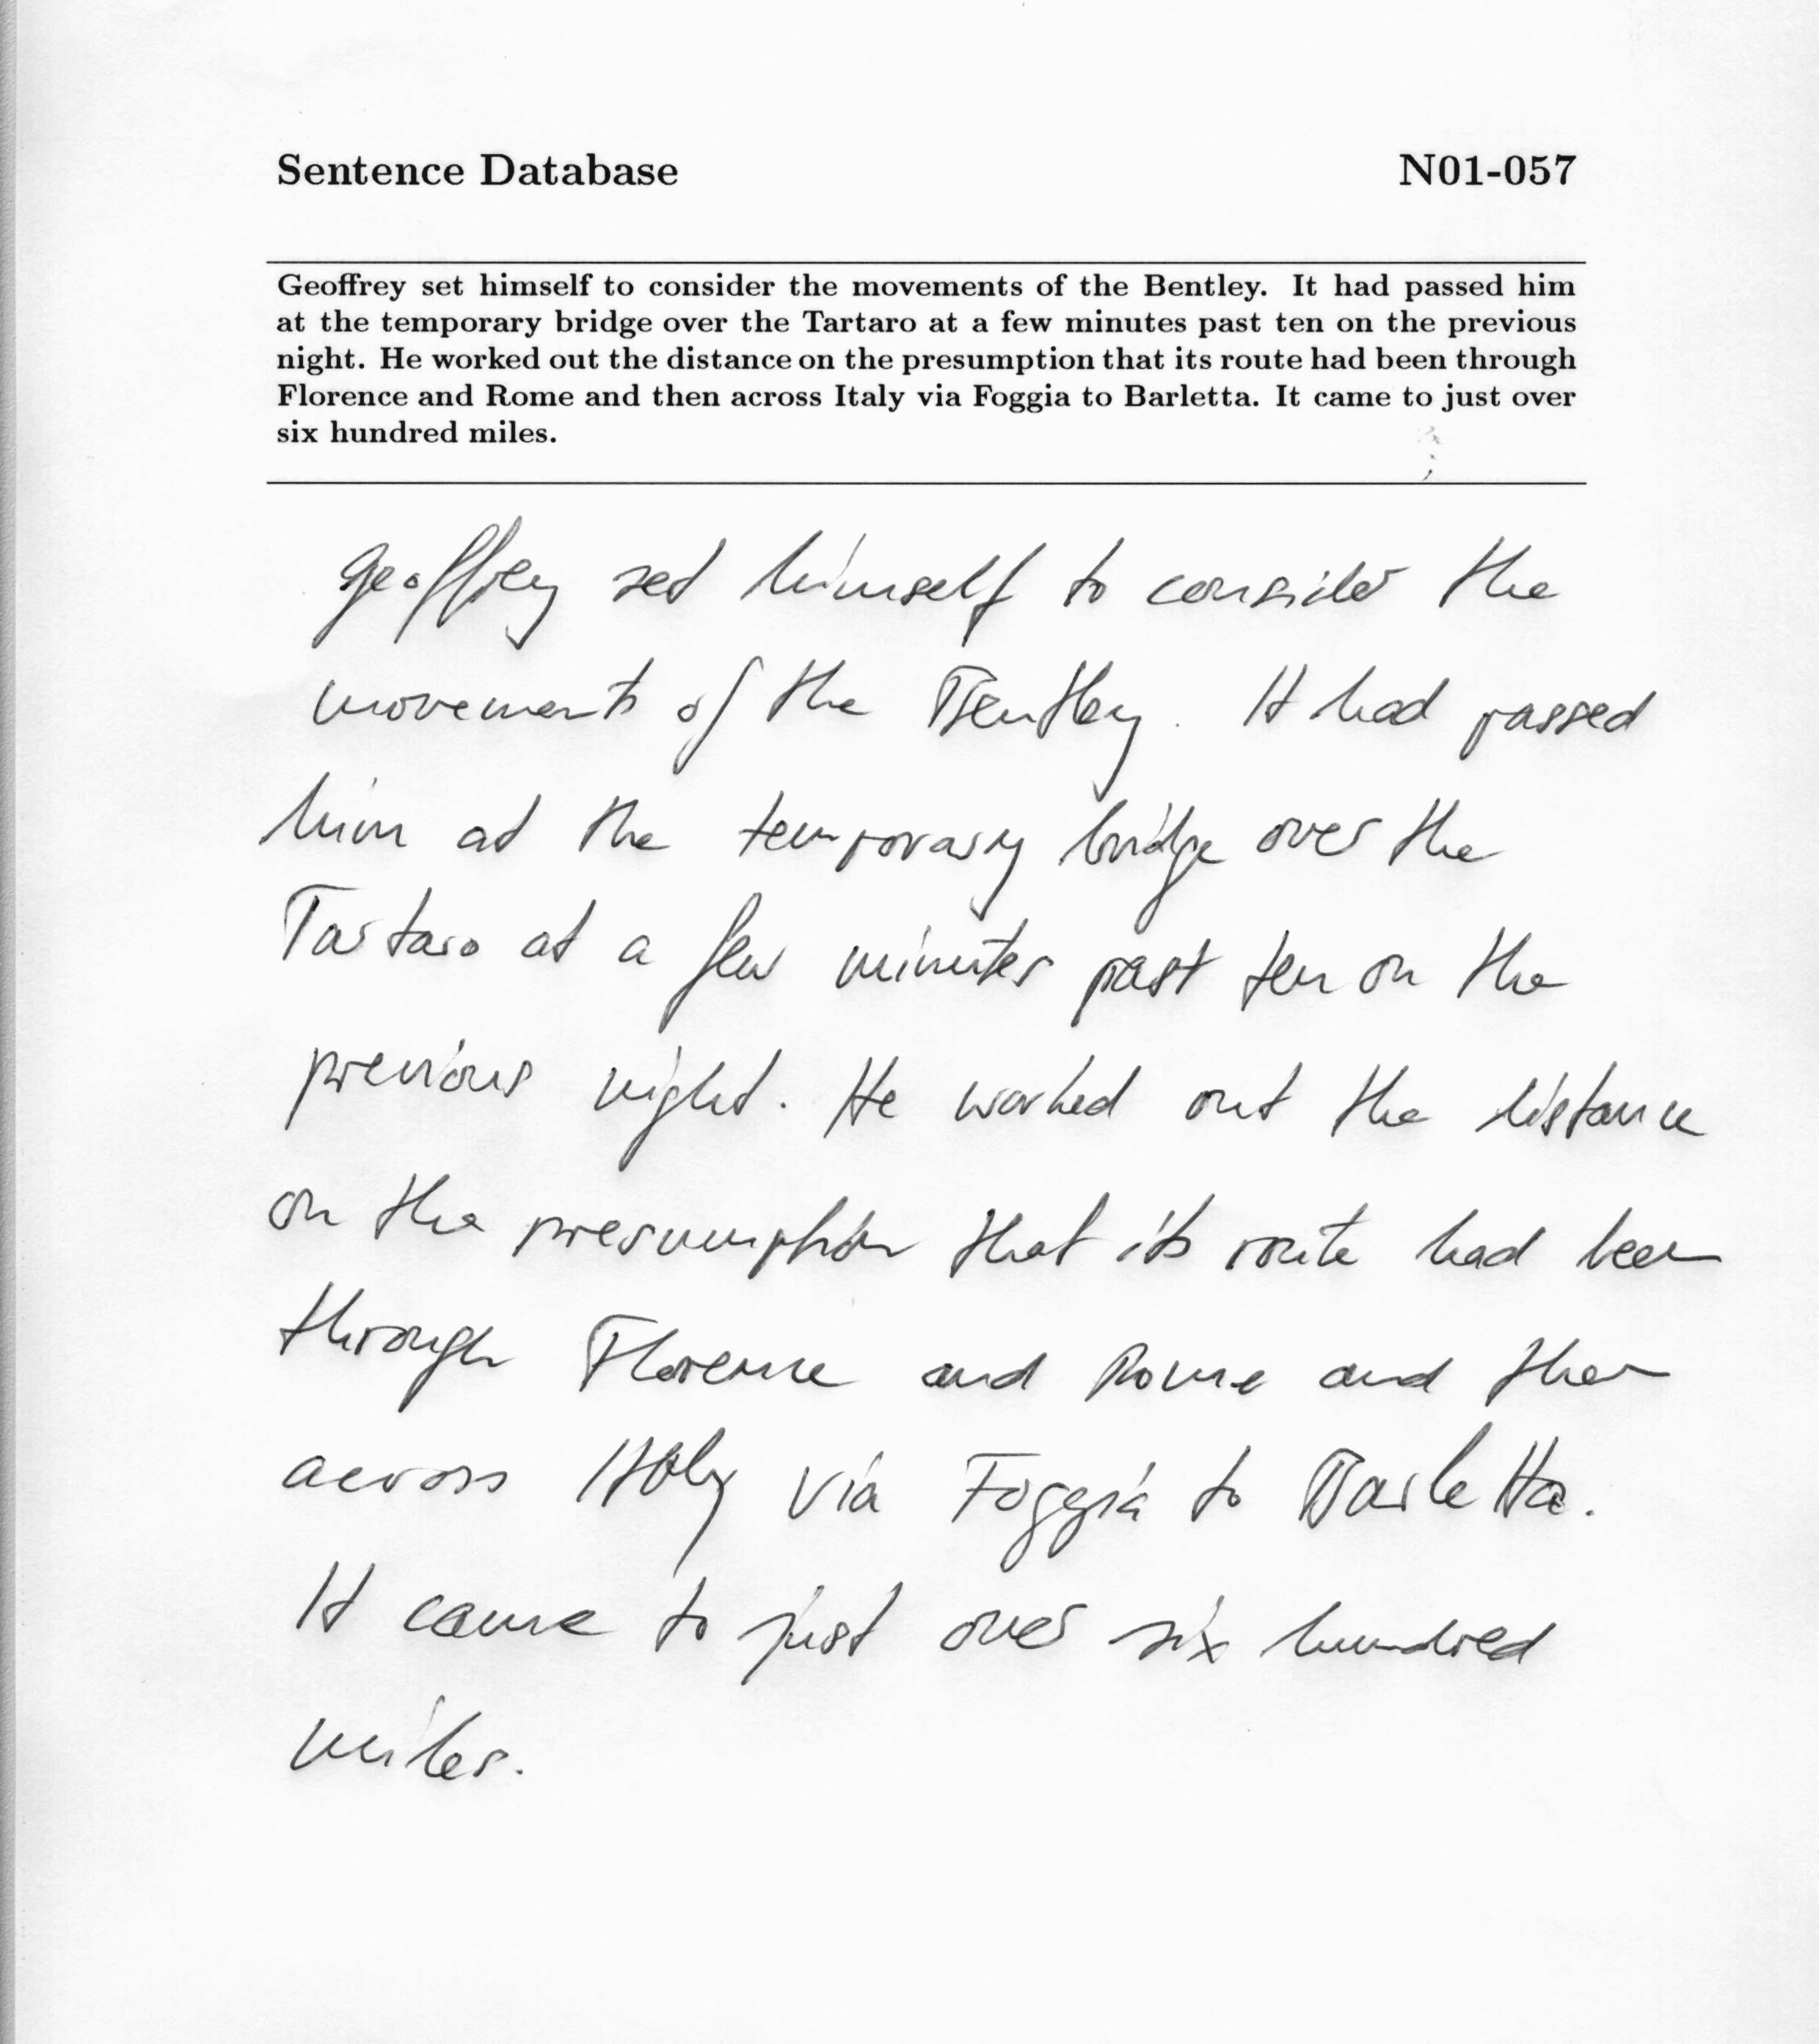 Sentence Database N01-057
Geoffrey set himself to consider the movements of the Bentley. It had passed him
at the temporary bridge over the Tartaro at a few minutes past ten on the previous
night. He worked out the distance on the presumption that its route had been through
Florence and Rome and then across Italy via Foggia to Barletta. It came to just over
six hundred miles.
Geoffrey set himself to consider the
movements of the Bentley. It had passed
him at the temporary bridge over the
Tartaro at a few minutes past ten on the
previous night. He worked out the distance
on the presumption that its route had been
through Florence and Rome and then
across Italy via Foggia to Barletta.
It came to just over six hundred
miles.